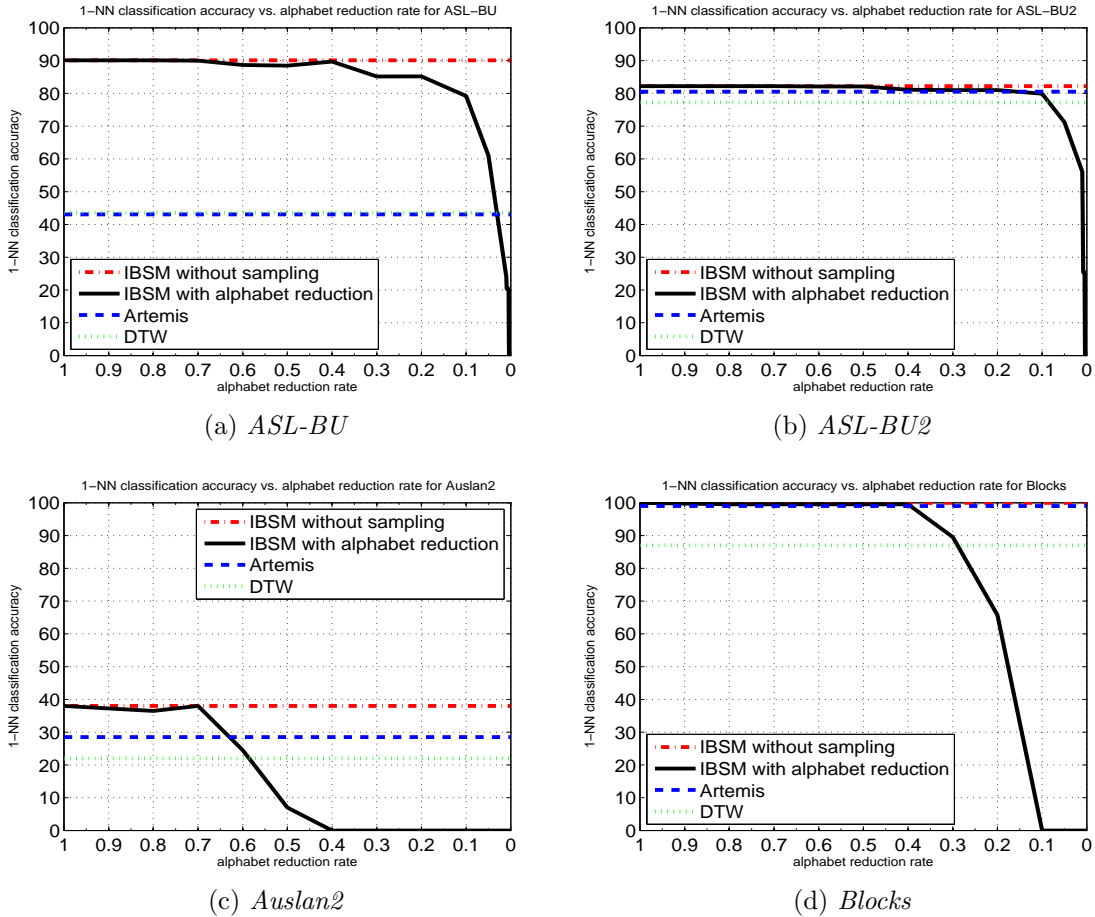 1−NN classification accuracy vs. alphabet reduction rate for ASL−BU
100
90
80
70
60
50
40
30
20
10
0
1−NN classification accuracy
IBSM without sampling
IBSM with alphabet reduction
Artemis
DTW
1 0.9 0.8 0.7 0.6 0.5 0.4 0.3 0.2 0.1 0
alphabet reduction rate
(a) ASL-BU
1−NN classification accuracy vs. alphabet reduction rate for ASL−BU2
100
90
80
70
60
50
40
30
20
10
0
1−NN classification accuracy
IBSM without sampling
IBSM with alphabet reduction
Artemis
DTW
1 0.9 0.8 0.7 0.6 0.5 0.4 0.3 0.2 0.1 0
alphabet reduction rate
(b) ASL-BU2
1−NN classification accuracy vs. alphabet reduction rate for Auslan2
100
90
80
70
60
50
40
30
20
10
0
1−NN classification accuracy
IBSM without sampling
IBSM with alphabet reduction
Artemis
DTW
1 0.9 0.8 0.7 0.6 0.5 0.4 0.3 0.2 0.1 0
alphabet reduction rate
(c) Auslan2
1−NN classification accuracy vs. alphabet reduction rate for Blocks
100
90
80
70
60
50
40
30
20
10
0
1−NN classification accuracy
IBSM without sampling
IBSM with alphabet reduction
Artemis
DTW
1 0.9 0.8 0.7 0.6 0.5 0.4 0.3 0.2 0.1 0
alphabet reduction rate
(d) Blocks